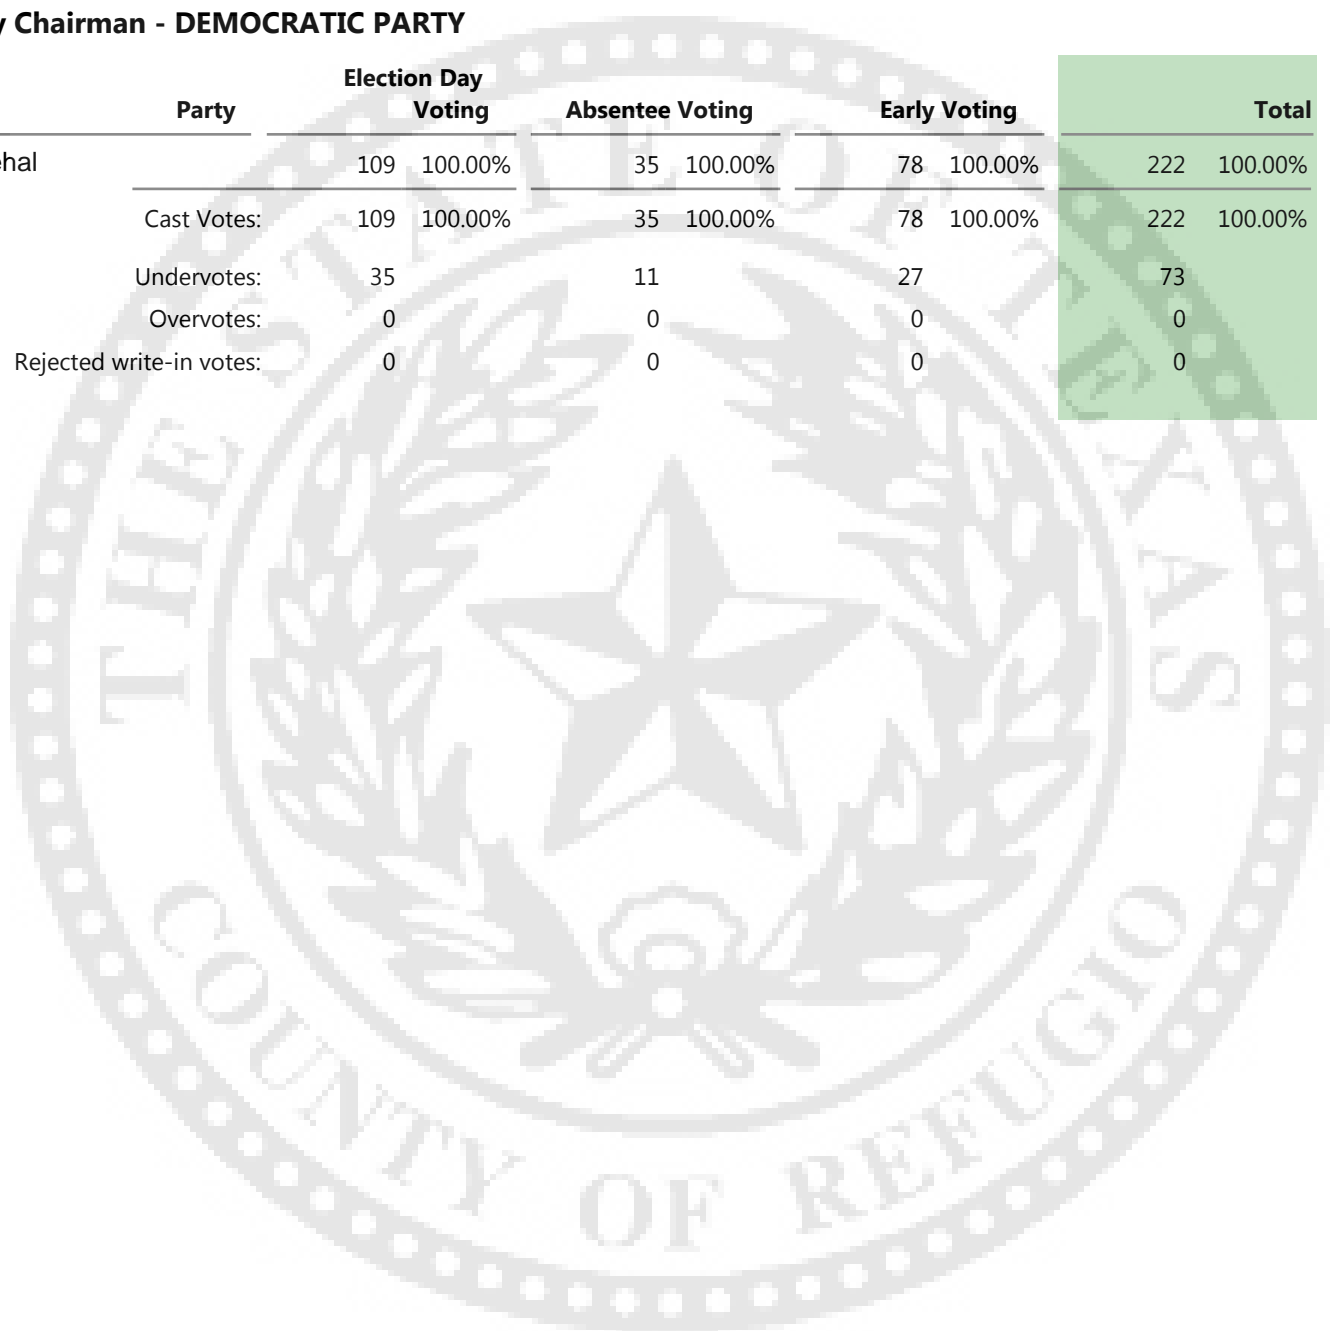 y Chairman - DEMOCRATIC PARTY
Election Day
Party Voting Absentee Voting Early Voting Total
ehal 109 100.00% 35 100.00% 78 100.00% 222 100.00%
Cast Votes: 109 100.00% 35 100.00% 78 100.00% 222 100.00%
Undervotes: 35 11 27 73
Overvotes: 0 0 0 0
Rejected write-in votes: 0 0 0 0
THE STATE OF TEXAS
COUNTY OF REFUGIO